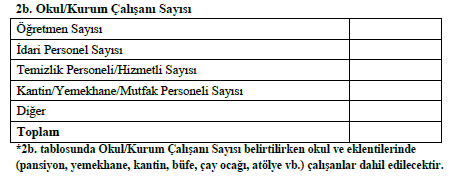 2b. Okul/Kurum Çalışanı Sayısı
Öğretmen Sayısı
İdari Personel Sayısı
Temizlik Personeli/Hizmetli Sayısı
Kantin/Yemekhane/Mutfak Personeli Sayısı
Diğer
Toplam
*2b. tablosunda Okul/Kurum Çalışanı Sayısı belirtilirken okul ve eklentilerinde
(pansiyon, yemekhane, kantin, büfe, çay ocağı, atölye vb.) çalışanlar dahil edilecektir.